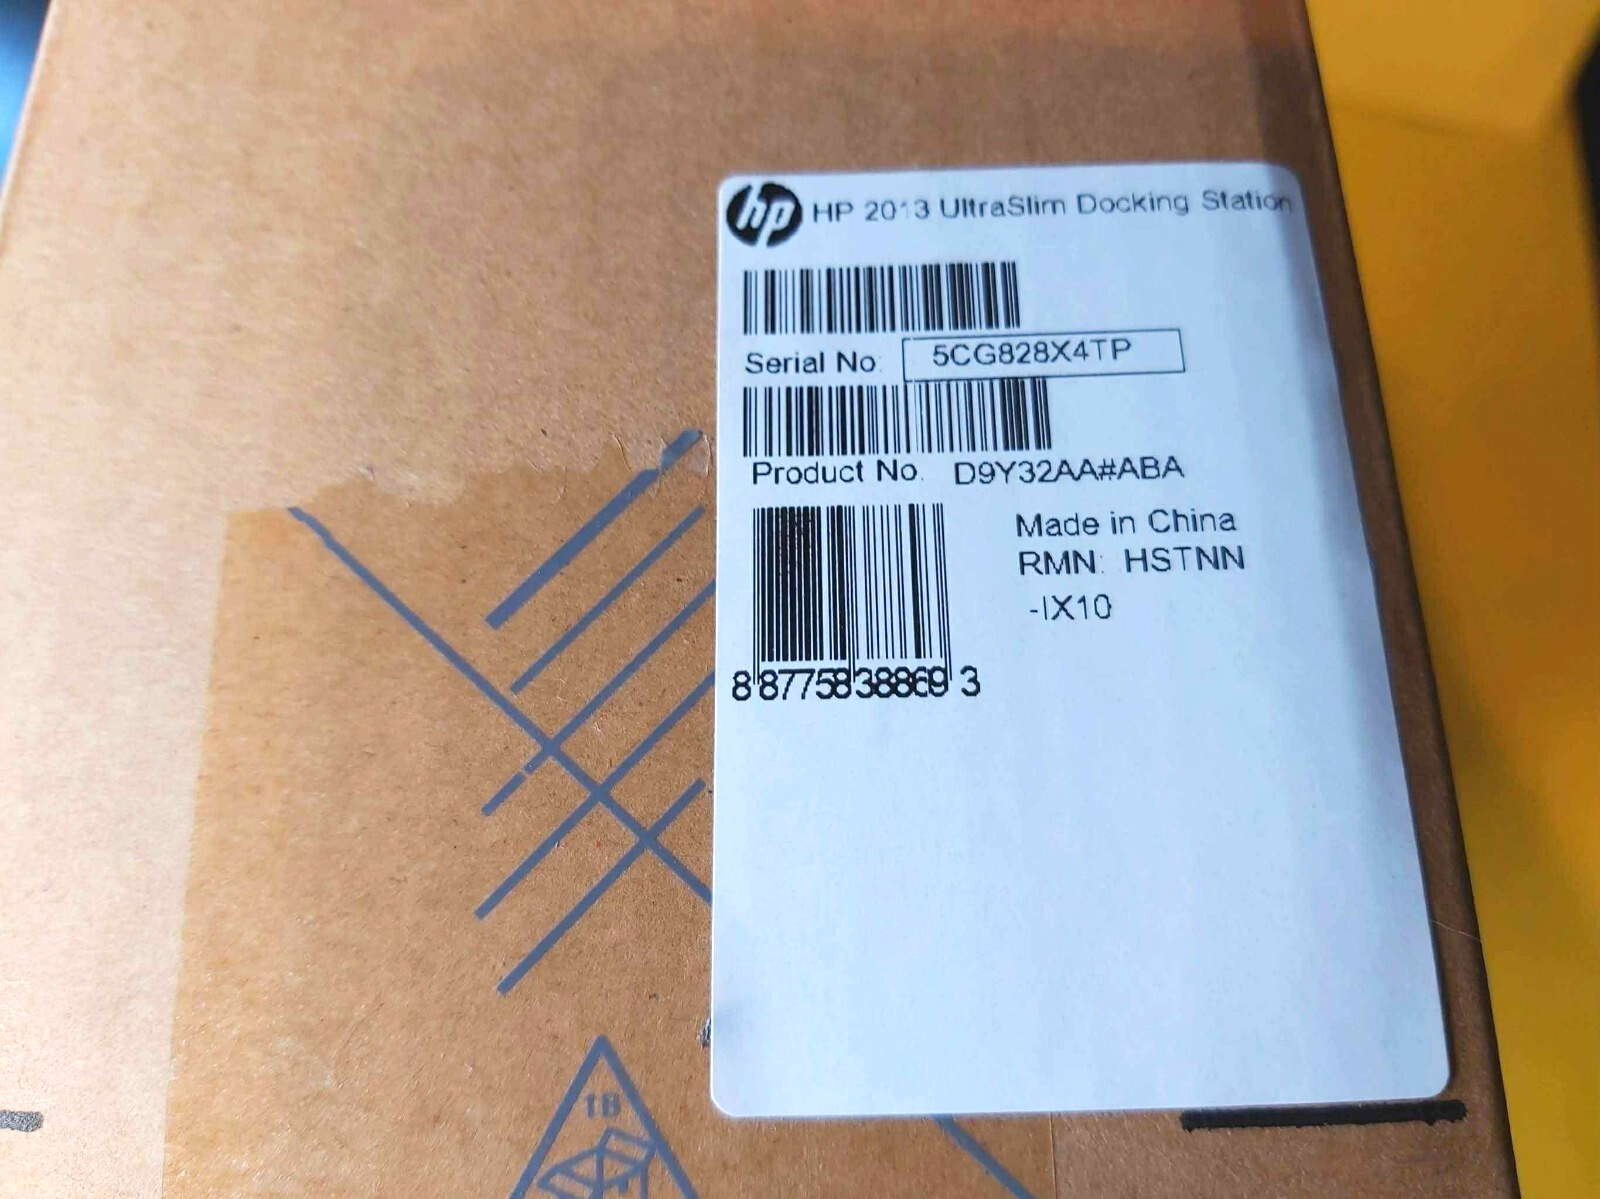 hp HP 2013 UltraSlim Docking Station
Serial No: 5CG828X4TP
Product No. D9Y32AA#ABA
Made in China
RMN: HSTNN
-IX10
8 87758 38869 3
1B